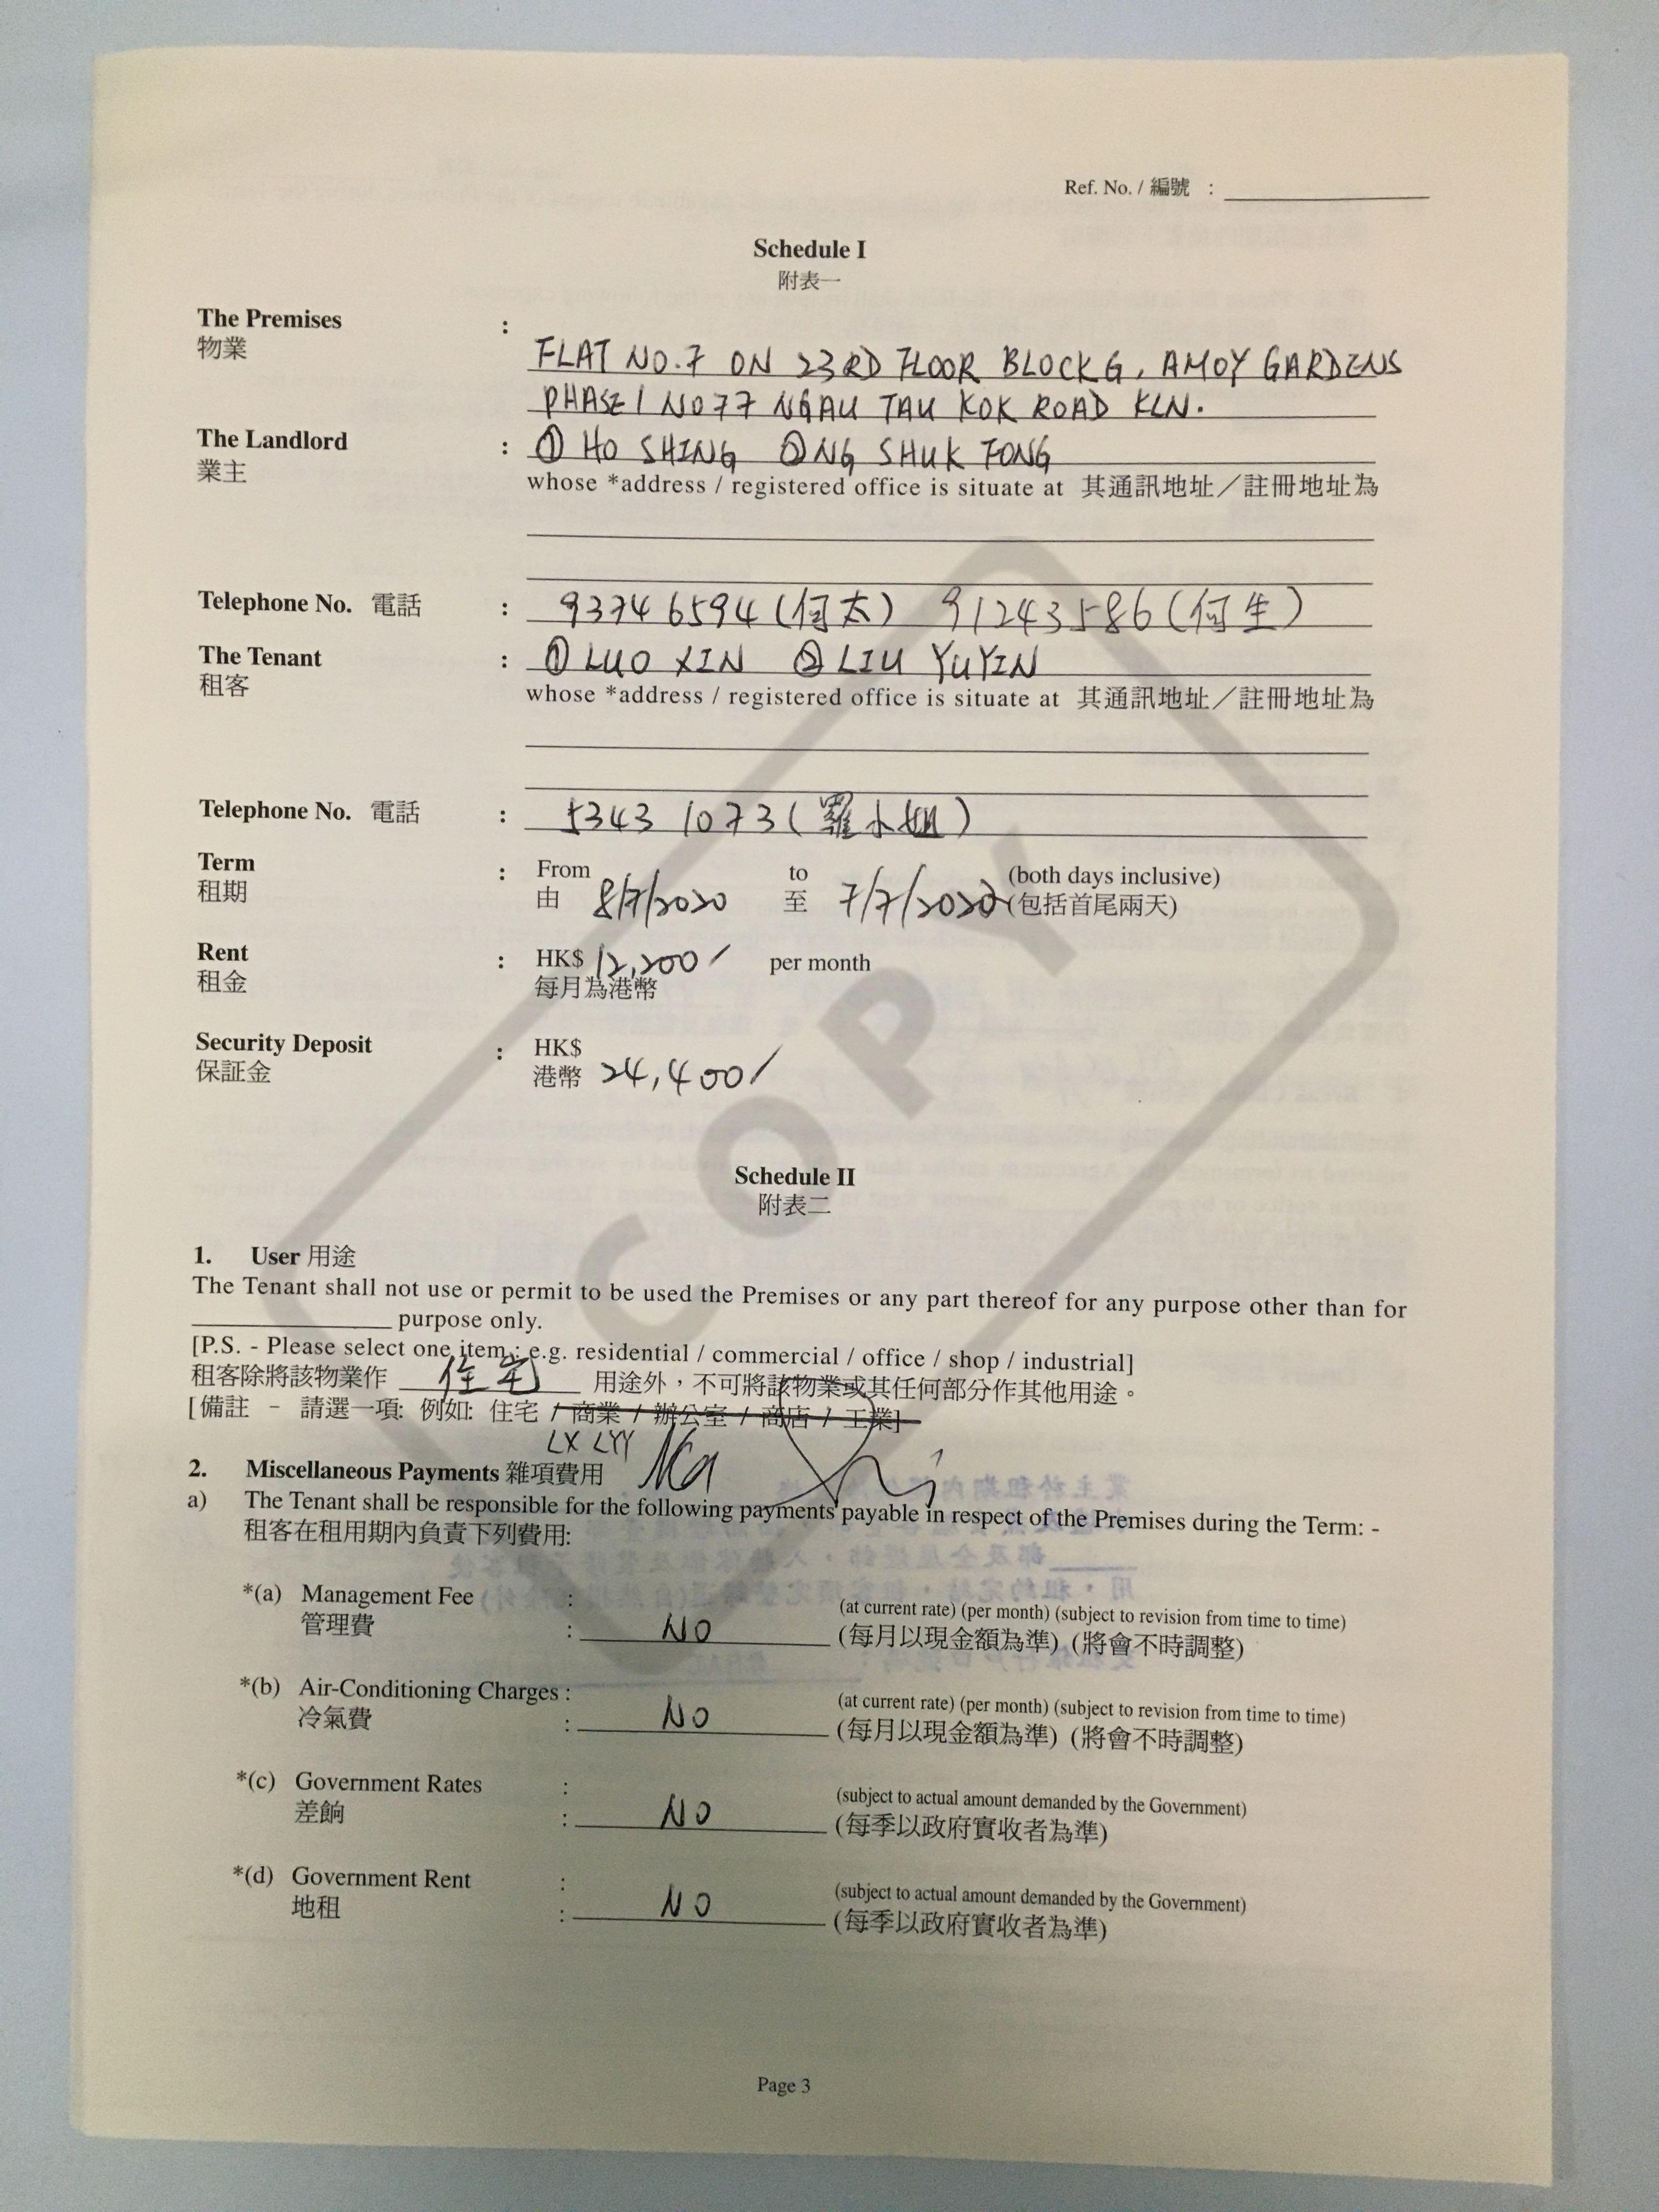 Ref. No. / 編號 :
Schedule I
附表一
The Premises :
物業
FLAT NO.7 ON 23RD FLOOR BLOCK G, AMOY GARDENS
PHASE 1 NO 77 NGAU TAU KOK ROAD KLN.
The Landlord : ① HO SHING ② NG SHUK FONG
業主
whose *address / registered office is situate at 其通訊地址／註冊地址為
Telephone No. 電話 : 93746594 (何太) 91243586 (何生)
The Tenant : ① LUO XIN ② LIU YUYIN
租客
whose *address / registered office is situate at 其通訊地址／註冊地址為
Telephone No. 電話 : 5343 1073 (羅小姐)
Term : From to (both days inclusive)
租期 由 8/7/2020 至 7/7/2022 (包括首尾兩天)
Rent : HK$ 12,200/ per month
租金 每月為港幣
Security Deposit : HK$
保証金 港幣 24,400/
Schedule II
附表二
1. User 用途
The Tenant shall not use or permit to be used the Premises or any part thereof for any purpose other than for
purpose only.
[P.S. - Please select one item : e.g. residential / commercial / office / shop / industrial]
租客除將該物業作 住宅 用途外，不可將該物業或其任何部分作其他用途。
[備註 - 請選一項: 例如: 住宅 / 商業 / 辦公室 / 商店 / 工業]
LX LYY
2. Miscellaneous Payments 雜項費用
a) The Tenant shall be responsible for the following payments payable in respect of the Premises during the Term: -
租客在租用期內負責下列費用:
*(a) Management Fee : (at current rate) (per month) (subject to revision from time to time)
管理費 : NO (每月以現金額為準) (將會不時調整)
*(b) Air-Conditioning Charges : (at current rate) (per month) (subject to revision from time to time)
冷氣費 : NO (每月以現金額為準) (將會不時調整)
*(c) Government Rates : (subject to actual amount demanded by the Government)
差餉 : NO (每季以政府實收者為準)
*(d) Government Rent : (subject to actual amount demanded by the Government)
地租 : NO (每季以政府實收者為準)
Page 3
COPY